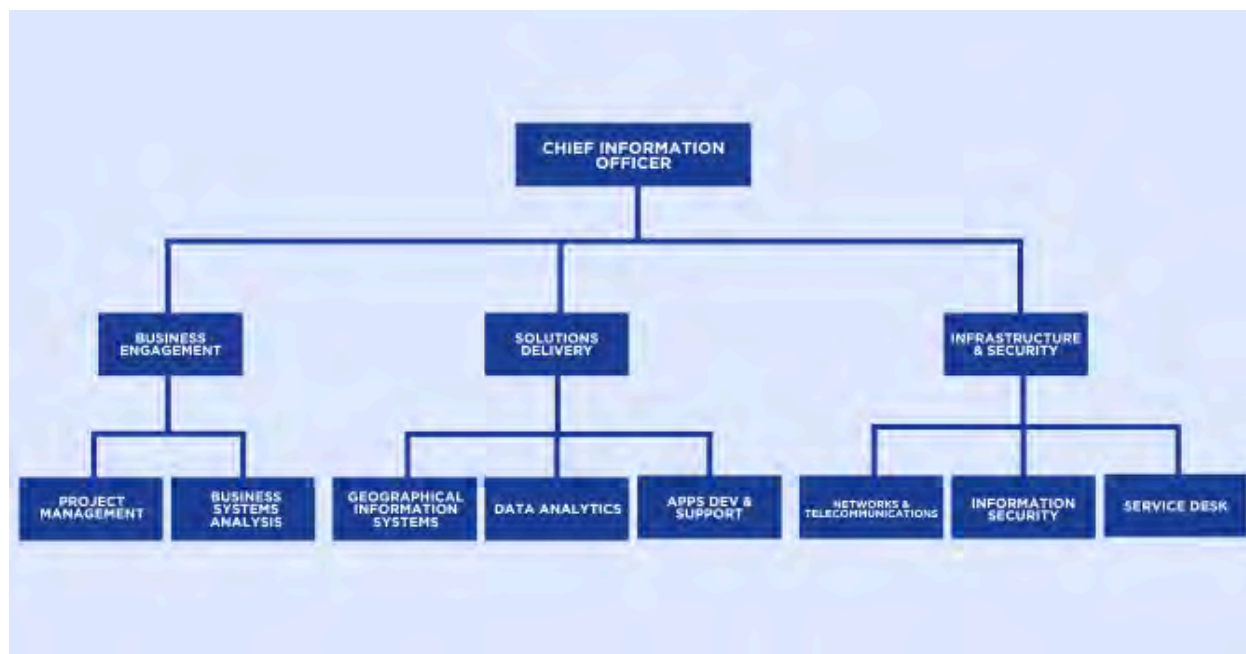 CHIEF INFORMATION
OFFICER
BUSINESS
ENGAGEMENT
SOLUTIONS
DELIVERY
INFRASTRUCTURE
& SECURITY
PROJECT
MANAGEMENT
BUSINESS
SYSTEMS
ANALYSIS
GEOGRAPHICAL
INFORMATION
SYSTEMS
DATA ANALYTICS
APPS DEV &
SUPPORT
NETWORKS &
TELECOMMUNICATIONS
INFORMATION
SECURITY
SERVICE DESK